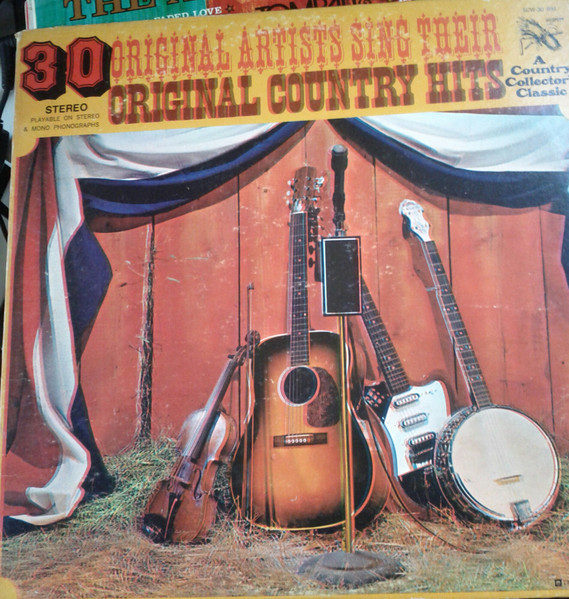 FADED LOVE
30 ORIGINAL ARTISTS SING THEIR
ORIGINAL COUNTRY HITS
STEREO
PLAYABLE ON STEREO
& MONO PHONOGRAPHS
A
Country
Collector
Classic